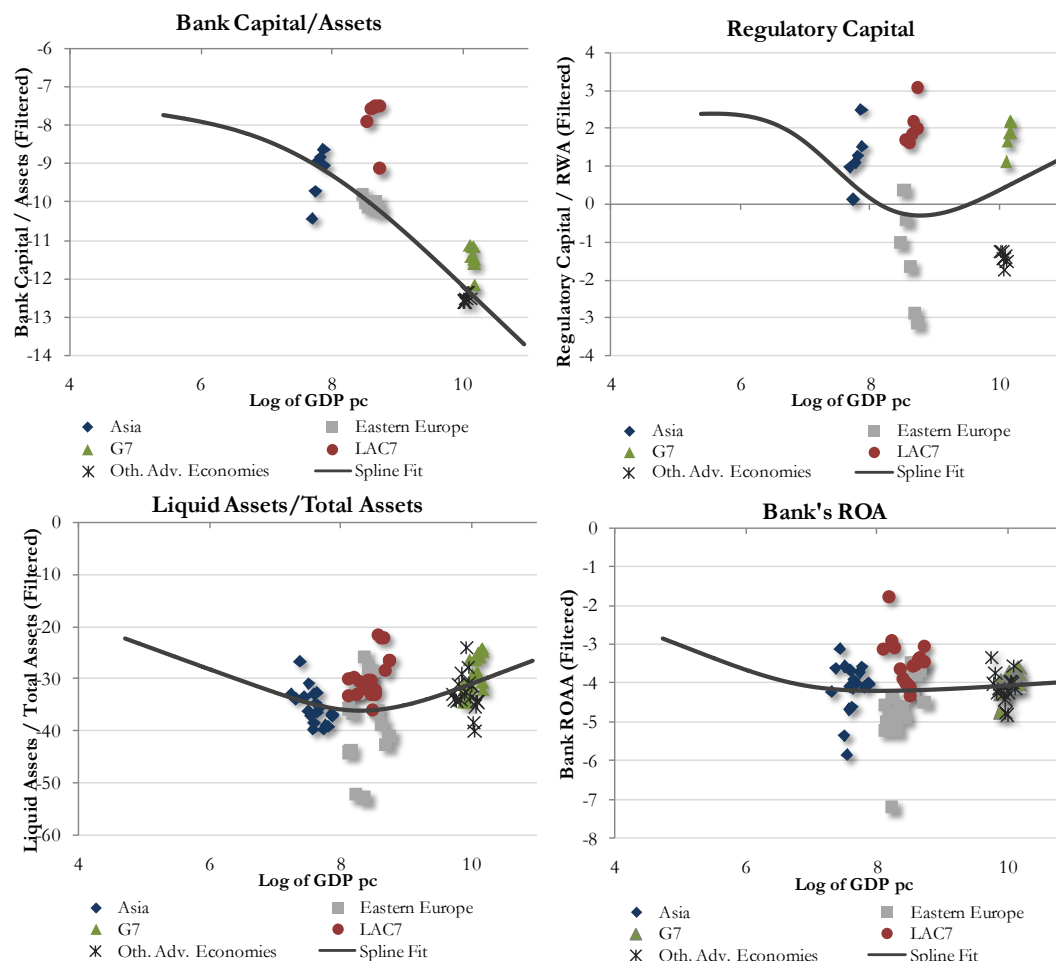 Bank Capital/Assets
Bank Capital / Assets (Filtered)
-6
-7
-8
-9
-10
-11
-12
-13
-14
4 6 8 10
Log of GDP pc
Asia Eastern Europe
G7 LAC7
Oth. Adv. Economies Spline Fit
Regulatory Capital
Regulatory Capital / RWA (Filtered)
4
3
2
1
0
-1
-2
-3
-4
4 6 8 10
Log of GDP pc
Asia Eastern Europe
G7 LAC7
Oth. Adv. Economies Spline Fit
Liquid Assets/Total Assets
Liquid Assets / Total Assets (Filtered)
0
-10
-20
-30
-40
-50
-60
4 6 8 10
Log of GDP pc
Asia Eastern Europe
G7 LAC7
Oth. Adv. Economies Spline Fit
Bank's ROA
Bank ROAA (Filtered)
0
-1
-2
-3
-4
-5
-6
-7
-8
4 6 8 10
Log of GDP pc
Asia Eastern Europe
G7 LAC7
Oth. Adv. Economies Spline Fit